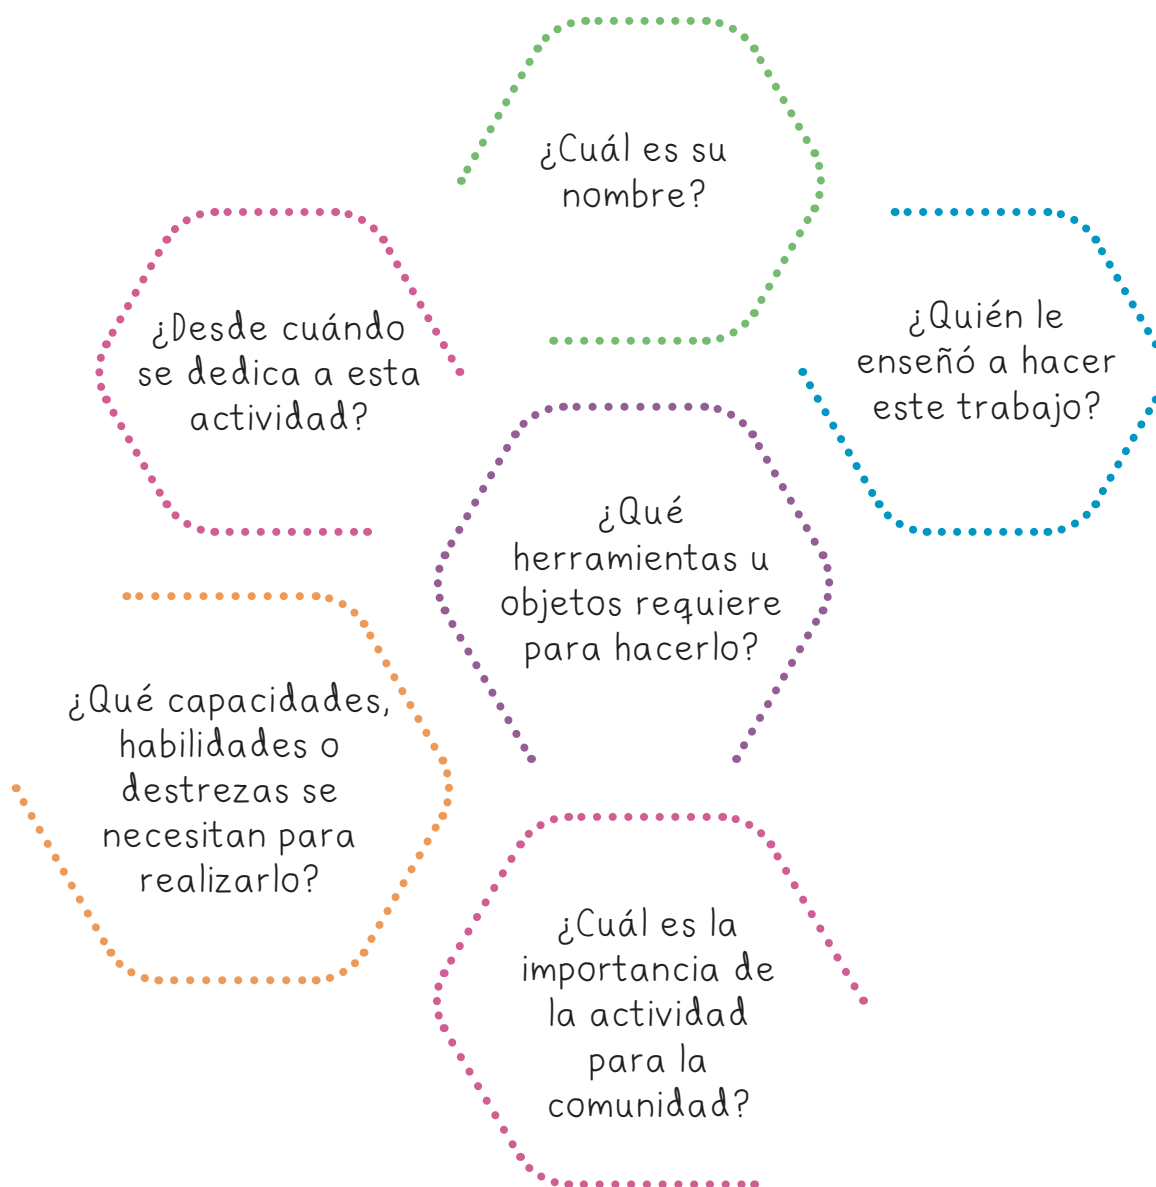 ¿Cuál es su
nombre?
¿Desde cuándo
se dedica a esta
actividad?
¿Quién le
enseñó a hacer
este trabajo?
¿Qué
herramientas u
objetos requiere
para hacerlo?
¿Qué capacidades,
habilidades o
destrezas se
necesitan para
realizarlo?
¿Cuál es la
importancia de
la actividad
para la
comunidad?